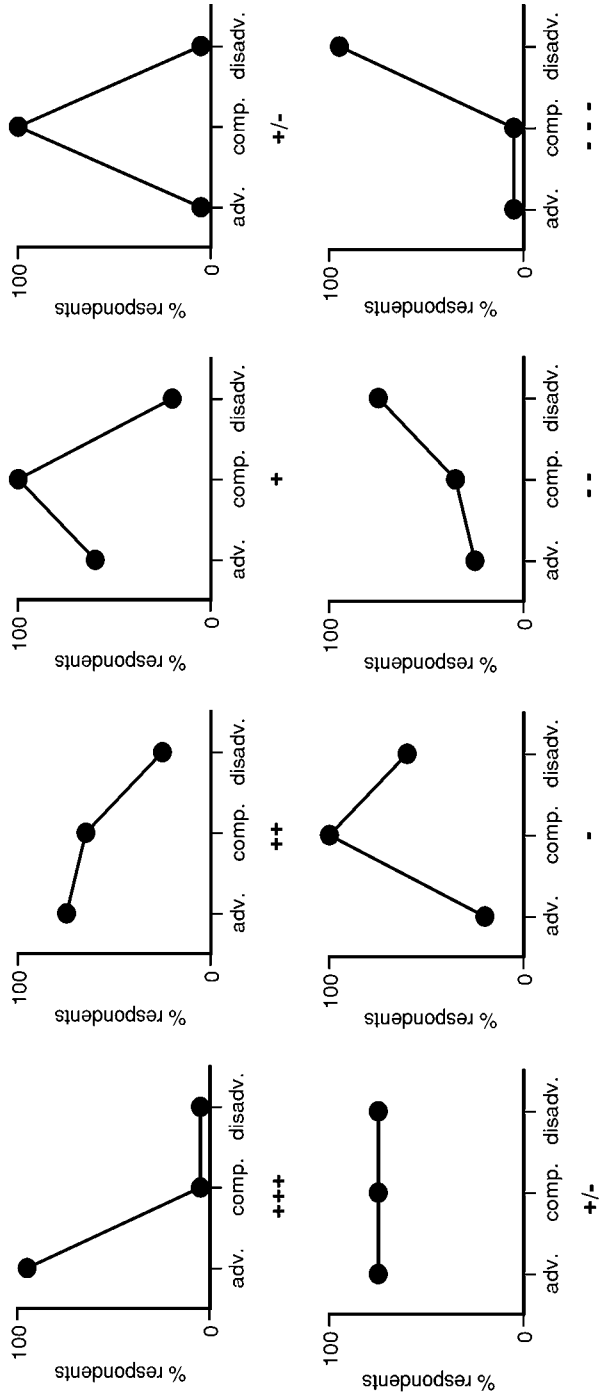 % respondents
100
0
adv. comp. disadv.
+++
% respondents
100
0
adv. comp. disadv.
++
% respondents
100
0
adv. comp. disadv.
+
% respondents
100
0
adv. comp. disadv.
+/-
% respondents
100
0
adv. comp. disadv.
+/-
% respondents
100
0
adv. comp. disadv.
-
% respondents
100
0
adv. comp. disadv.
- -
% respondents
100
0
adv. comp. disadv.
- - -